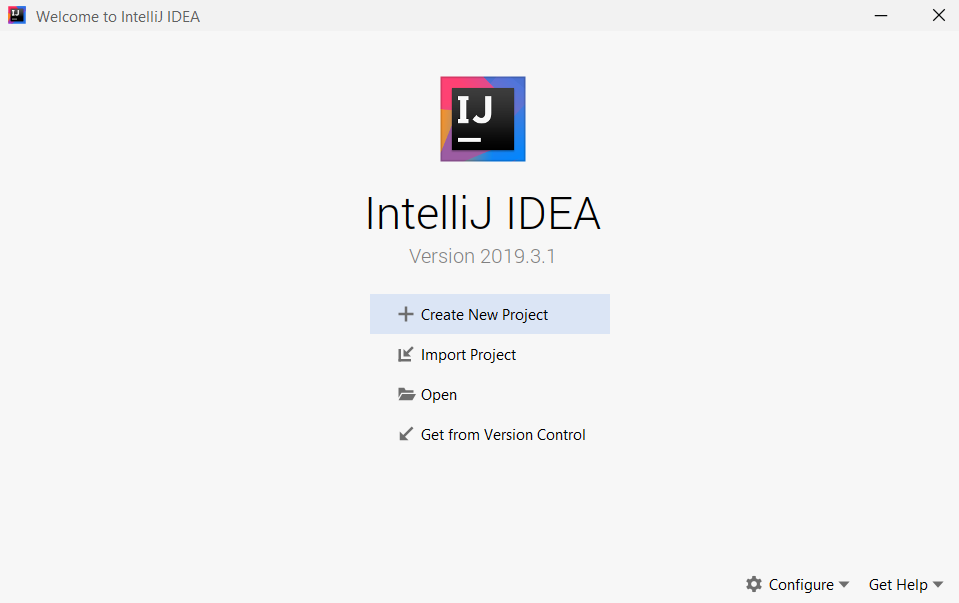 Welcome to IntelliJ IDEA
IJ
IntelliJ IDEA
Version 2019.3.1
Create New Project
Import Project
Open
Get from Version Control
Configure
Get Help